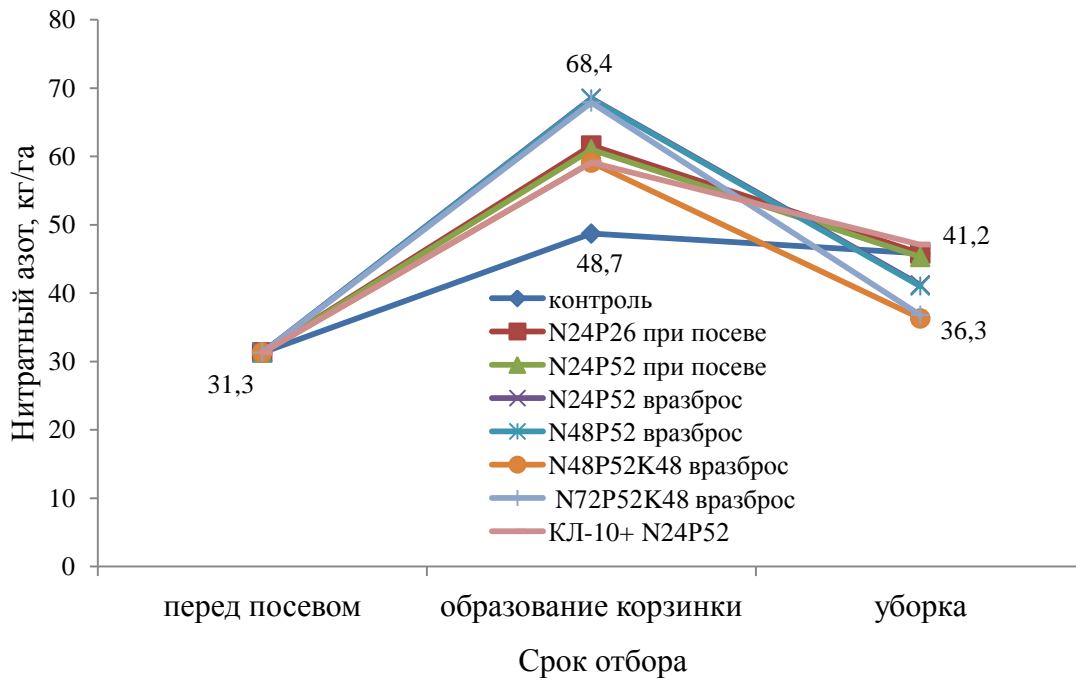 80
70
60
50
40
30
20
10
0
Нитратный азот, кг/га
68,4
48,7
41,2
36,3
31,3
контроль
N24P26 при посеве
N24P52 при посеве
N24P52 вразброс
N48P52 вразброс
N48P52K48 вразброс
N72P52K48 вразброс
КЛ-10+ N24P52
перед посевом
образование корзинки
уборка
Срок отбора